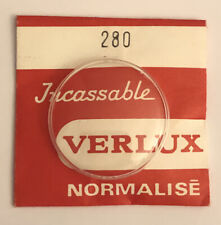 280
Incassable
VERLUX
NORMALISÉ